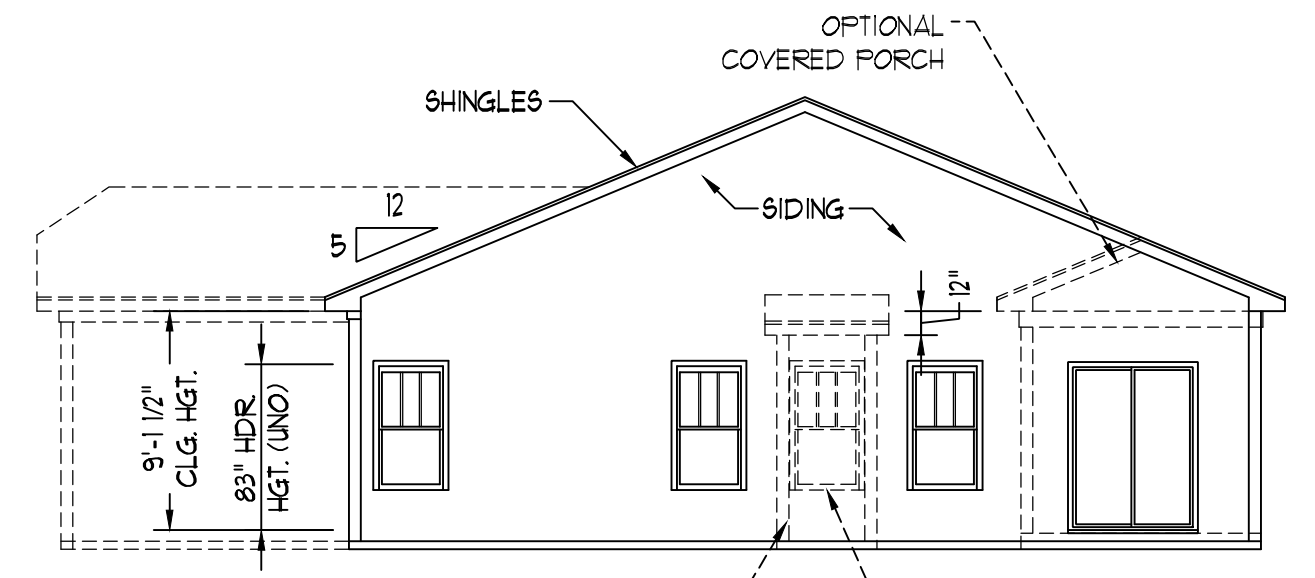 OPTIONAL
COVERED PORCH
SHINGLES
12
5
SIDING
12"
9'-1 1/2"
CLG. HGT.
83" HDR.
HGT. (UNO)